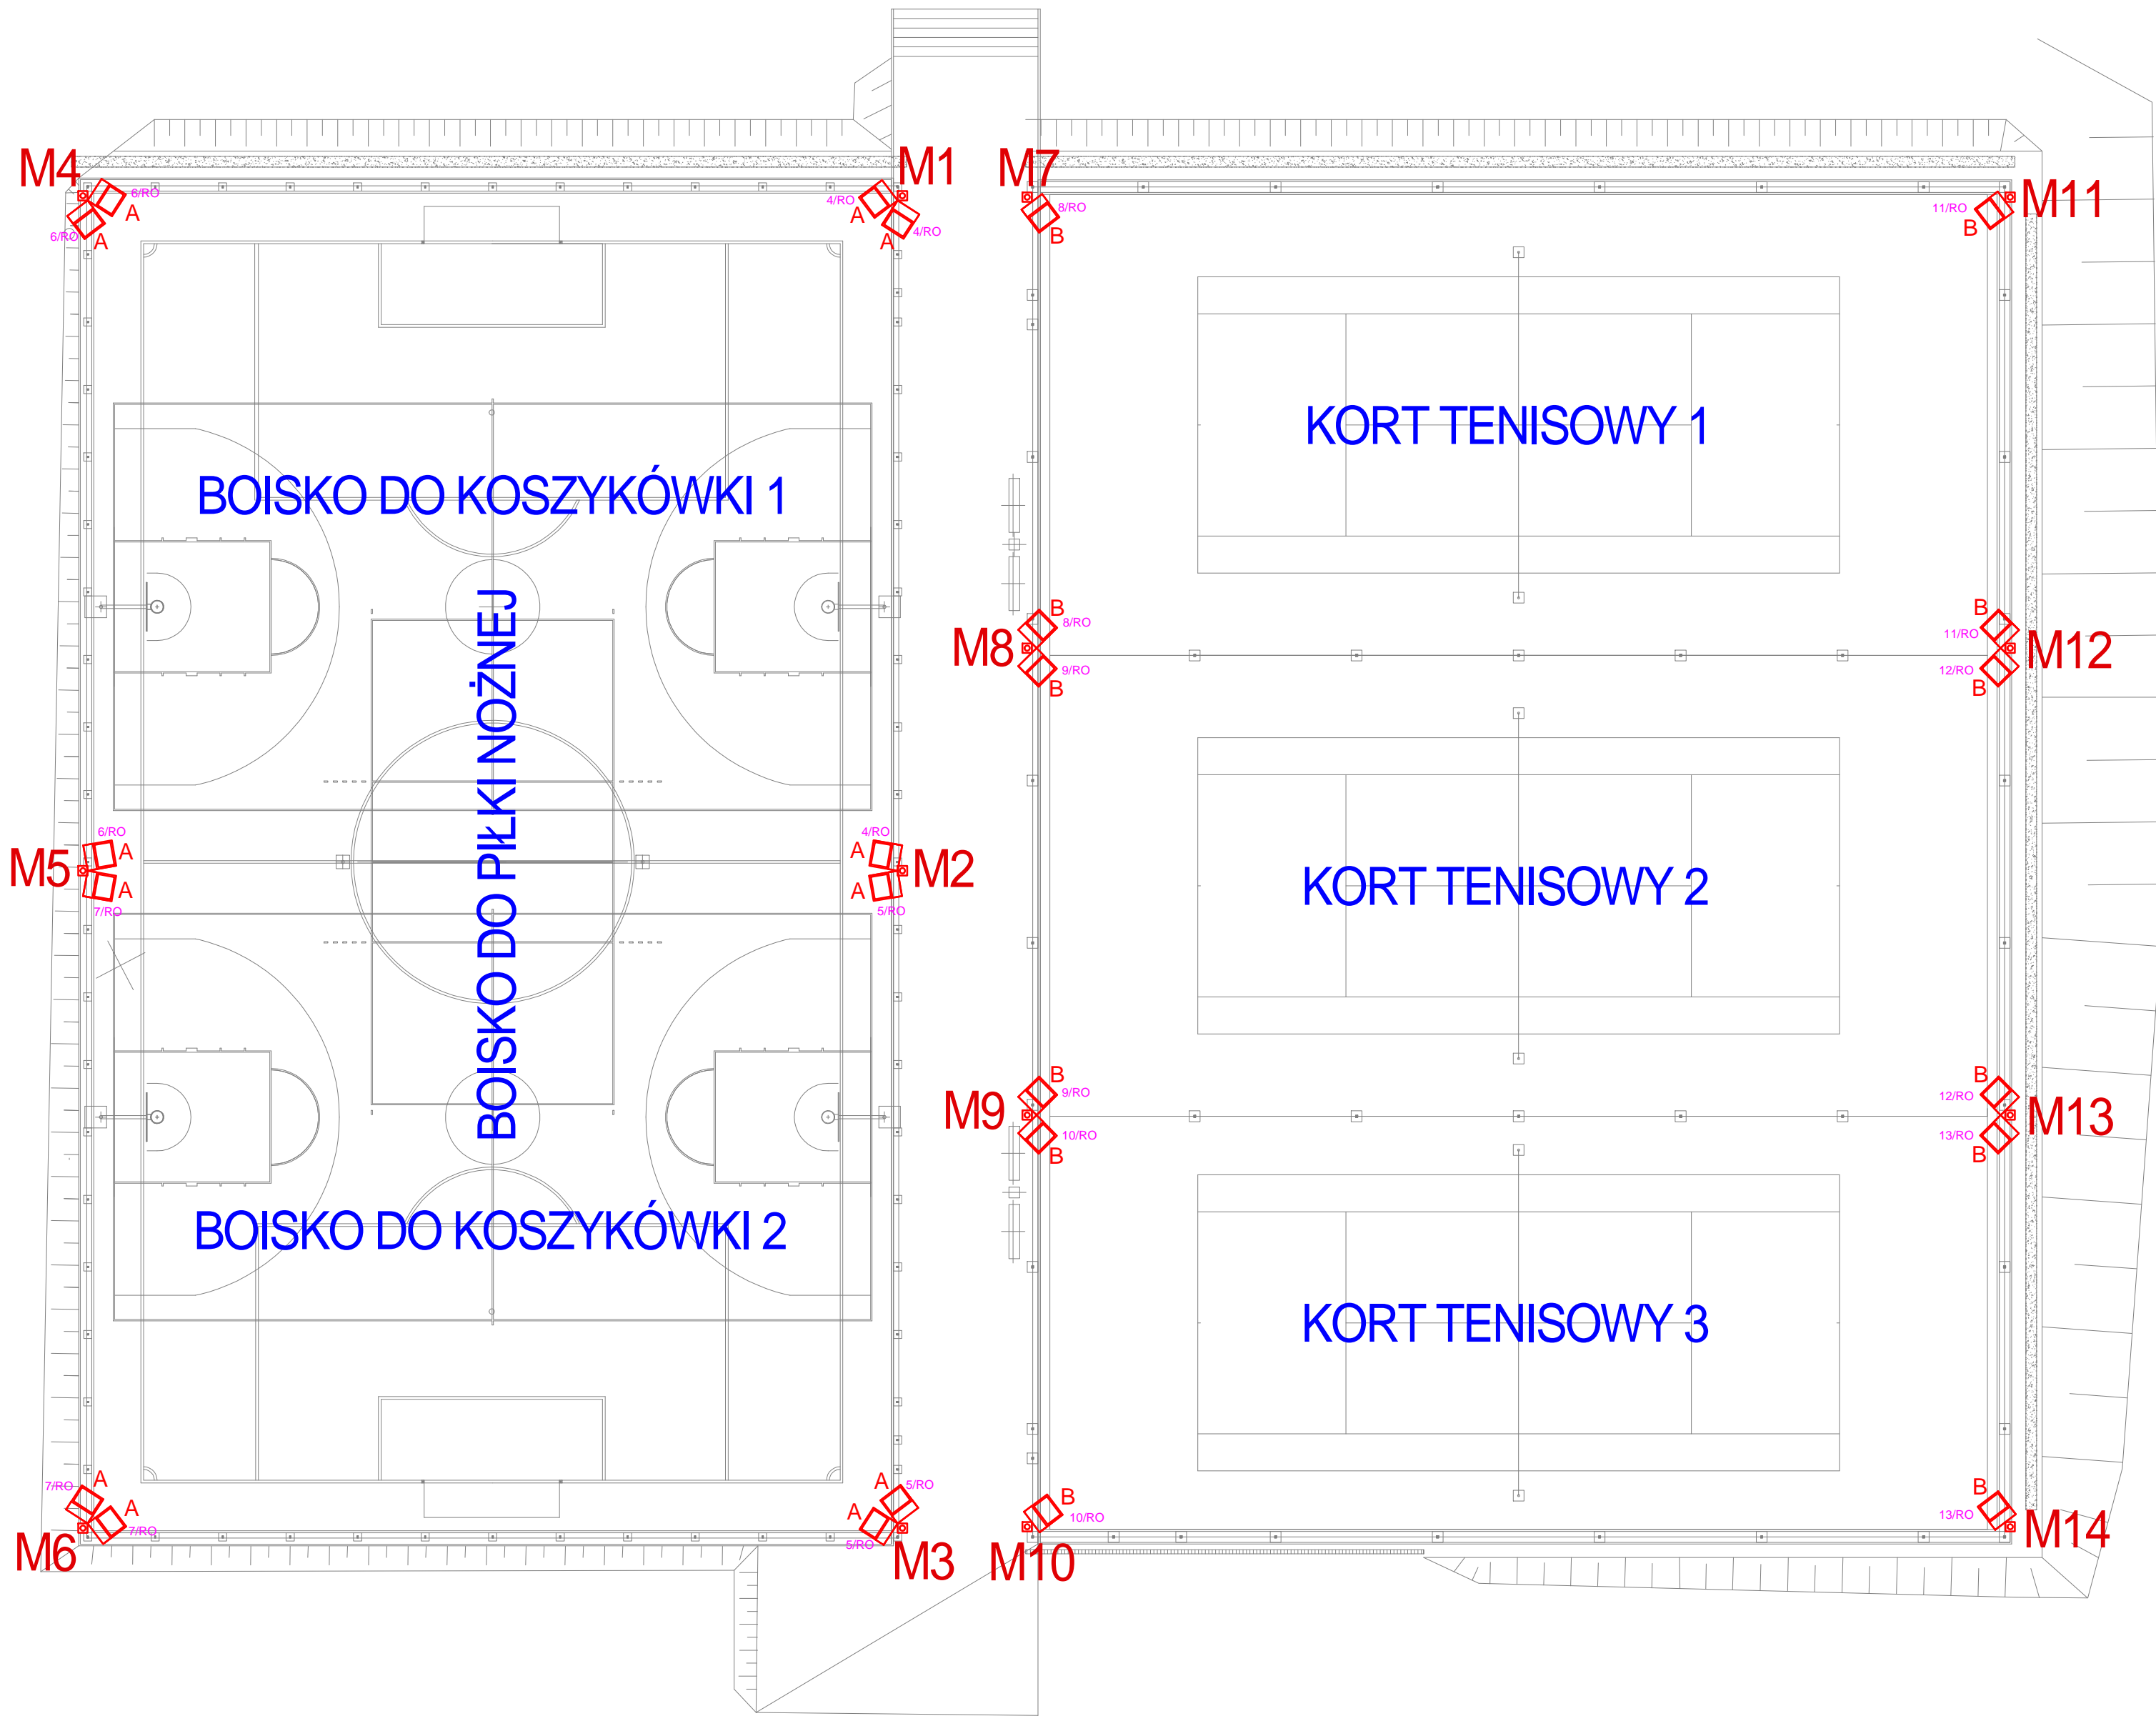 M4
M1
M7
M11
6/RO
A
6/RO
A
4/RO
A
4/RO
A
8/RO
B
11/RO
B
KORT TENISOWY 1
BOISKO DO KOSZYKÓWKI 1
B
8/RO
M8
9/RO
B
B
11/RO
M12
12/RO
B
BOISKO DO PIŁKI NOŻNEJ
6/RO
A
M5
A
7/RO
4/RO
A
M2
A
5/RO
KORT TENISOWY 2
B
9/RO
M9
10/RO
B
B
12/RO
M13
13/RO
B
BOISKO DO KOSZYKÓWKI 2
KORT TENISOWY 3
7/RO
A
A
7/RO
M6
A
5/RO
A
5/RO
M3
B
10/RO
M10
B
13/RO
M14